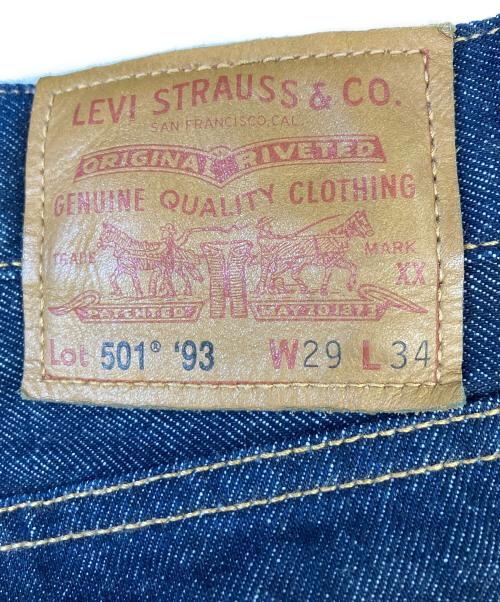 LEVI STRAUSS & CO.
SAN FRANCISCO, CAL.
ORIGINAL RIVETED
GENUINE QUALITY CLOTHING
TRADE MARK
XX
PATENTED MAY 20 1873
Lot 501® '93 W29 L34